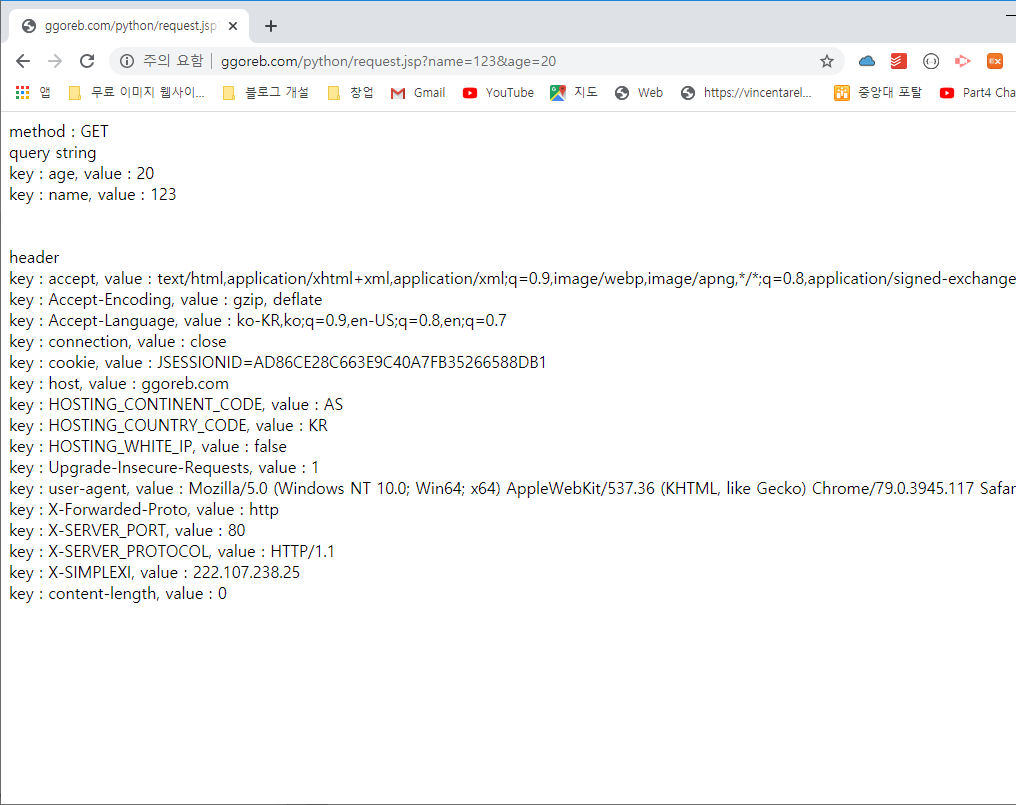 ggoreb.com/python/request.jsp
주의 요함 ggoreb.com/python/request.jsp?name=123&age=20
앱 무료 이미지 웹사이... 블로그 개설 창업 Gmail YouTube 지도 Web https://vincentarel... 중앙대 포탈 Part4 Cha
method : GET
query string
key : age, value : 20
key : name, value : 123
header
key : accept, value : text/html,application/xhtml+xml,application/xml;q=0.9,image/webp,image/apng,*/*;q=0.8,application/signed-exchange
key : Accept-Encoding, value : gzip, deflate
key : Accept-Language, value : ko-KR,ko;q=0.9,en-US;q=0.8,en;q=0.7
key : connection, value : close
key : cookie, value : JSESSIONID=AD86CE28C663E9C40A7FB35266588DB1
key : host, value : ggoreb.com
key : HOSTING_CONTINENT_CODE, value : AS
key : HOSTING_COUNTRY_CODE, value : KR
key : HOSTING_WHITE_IP, value : false
key : Upgrade-Insecure-Requests, value : 1
key : user-agent, value : Mozilla/5.0 (Windows NT 10.0; Win64; x64) AppleWebKit/537.36 (KHTML, like Gecko) Chrome/79.0.3945.117 Safar
key : X-Forwarded-Proto, value : http
key : X-SERVER_PORT, value : 80
key : X-SERVER_PROTOCOL, value : HTTP/1.1
key : X-SIMPLEXI, value : 222.107.238.25
key : content-length, value : 0